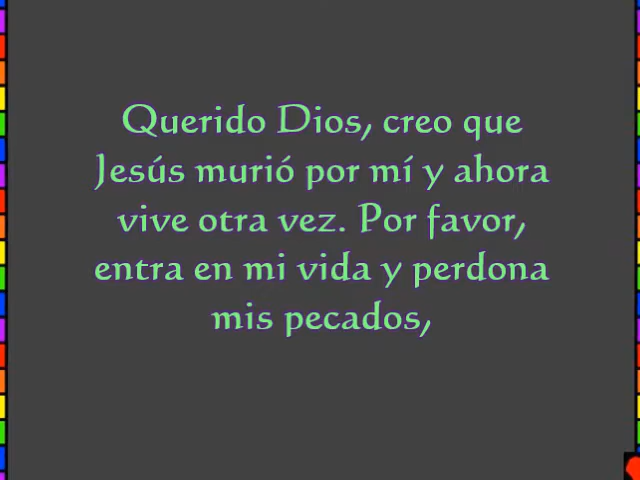 Querido Dios, creo que
Jesús murió por mí y ahora
vive otra vez. Por favor,
entra en mi vida y perdona
mis pecados,